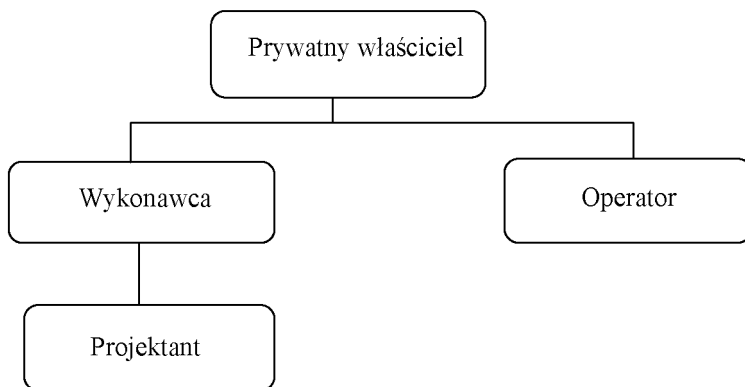 Prywatny właściciel
Wykonawca
Operator
Projektant